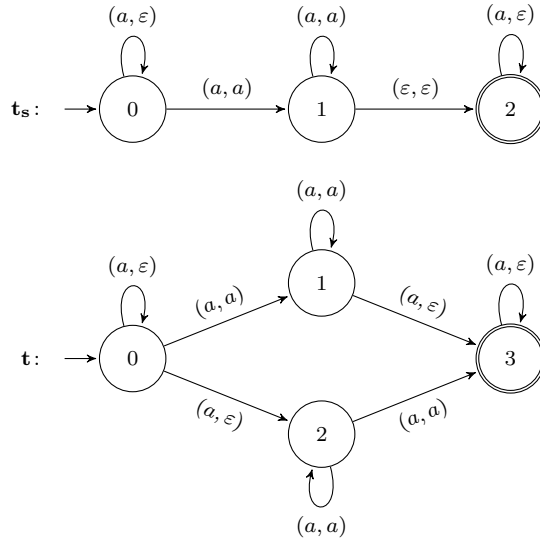 (a, ε) (a, a) (a, ε)
(a, a) (ε, ε)
t_s: 0 1 2
(a, a)
(a, ε) 1 (a, ε)
(a, a) (a, ε)
t: 0 3
(a, ε) 2 (a, a)
(a, a)